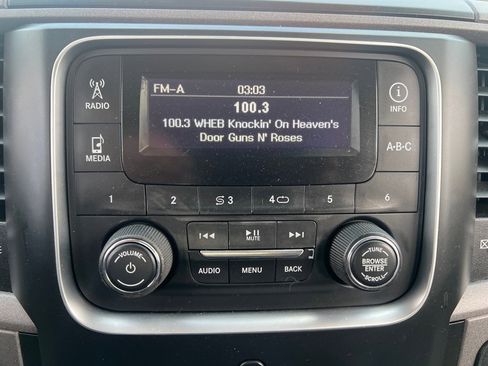 FM-A 03:03
100.3
100.3 WHEB Knockin' On Heaven's
Door Guns N' Roses
RADIO
INFO
MEDIA
A-B-C
1 2 3 4 5 6
VOLUME
MUTE
AUDIO MENU BACK
TUNE
BROWSE
ENTER
SCROLL